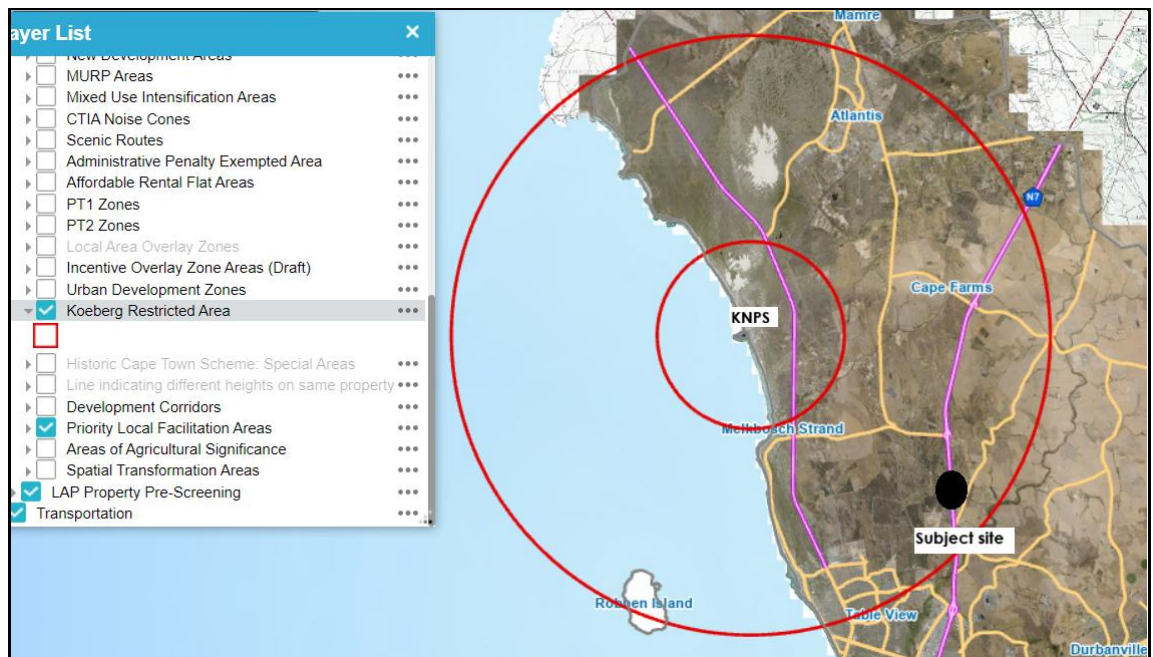 ayer List
New Development Areas
MURP Areas
Mixed Use Intensification Areas
CTIA Noise Cones
Scenic Routes
Administrative Penalty Exempted Area
Affordable Rental Flat Areas
PT1 Zones
PT2 Zones
Local Area Overlay Zones
Incentive Overlay Zone Areas (Draft)
Urban Development Zones
Koeberg Restricted Area
Historic Cape Town Scheme: Special Areas
Line indicating different heights on same property
Development Corridors
Priority Local Facilitation Areas
Areas of Agricultural Significance
Spatial Transformation Areas
LAP Property Pre-Screening
Transportation
Mamre
Atlantis
N7
Cape Farms
KNPS
Melkbosch Strand
Subject site
Robben Island
Table View
Durbanville